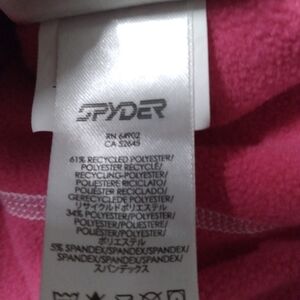 SPYDER
RN 64902
CA 52645
61% RECYCLED POLYESTER/
POLYESTER RECYCLÉ/
RECYCLING-POLYESTER/
POLIESTERE RICICLATO/
POLIÉSTER RECICLADO/
GERECYCLEDE POLYESTER/
リサイクルポリエステル
34% POLYESTER/POLYESTER/
POLYESTER/POLIESTERE/
POLIÉSTER/POLYESTER/
ポリエステル
5% SPANDEX/SPANDEX/SPANDEX/
SPANDEX/SPANDEX/SPANDEX/
スパンデックス